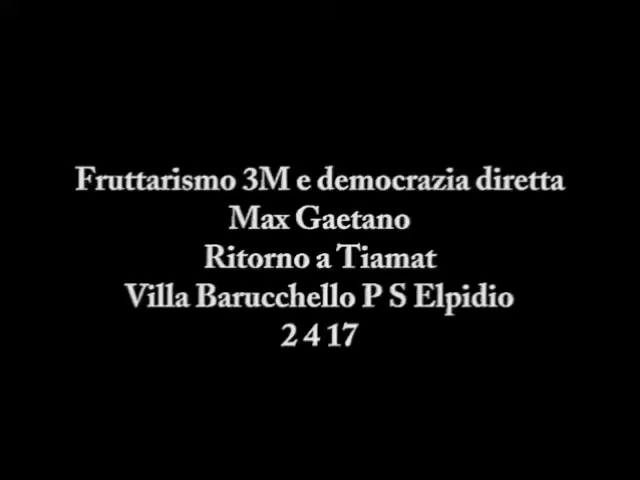 Fruttarismo 3M e democrazia diretta
Max Gaetano
Ritorno a Tiamat
Villa Barucchello P S Elpidio
2 4 17